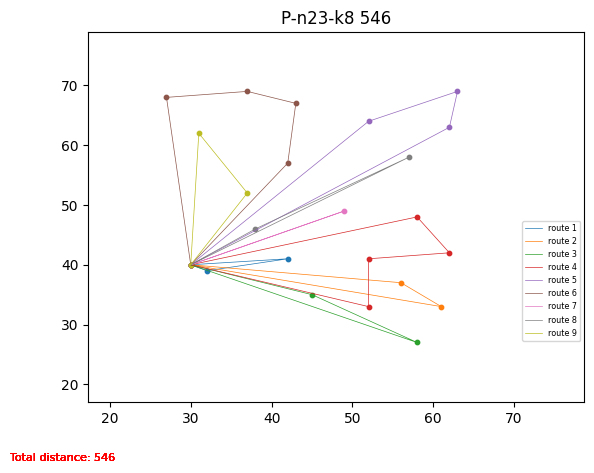 P-n23-k8 546
70
60
50
40
30
20
20 30 40 50 60 70
route 1
route 2
route 3
route 4
route 5
route 6
route 7
route 8
route 9
Total distance: 546